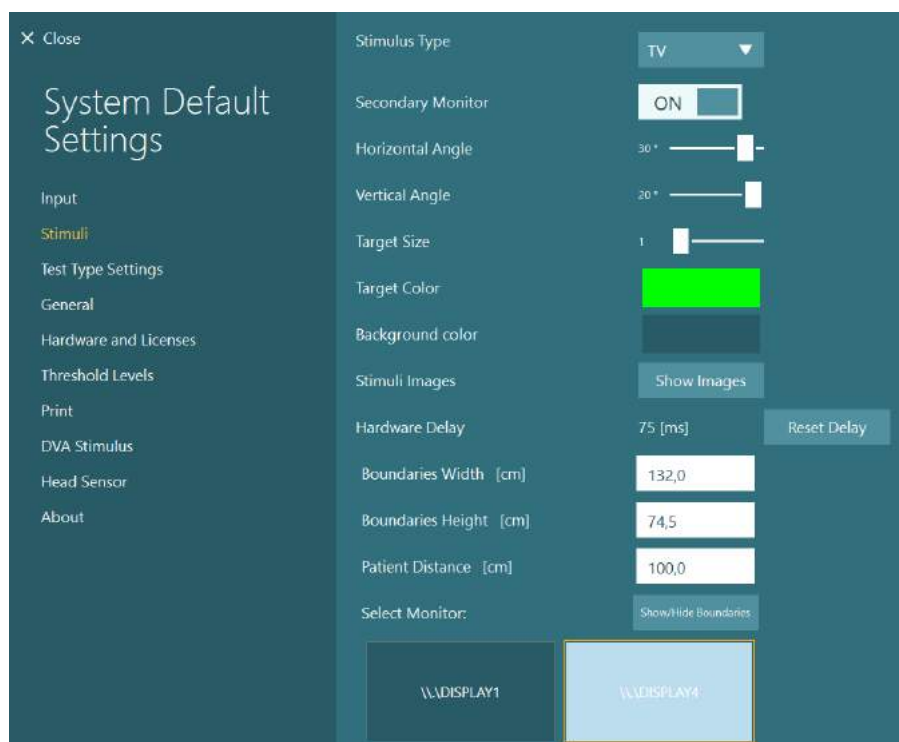 × Close
System Default
Settings
Input
Stimuli
Test Type Settings
General
Hardware and Licenses
Threshold Levels
Print
DVA Stimulus
Head Sensor
About
Stimulus Type
TV
Secondary Monitor
ON
Horizontal Angle
30 °
Vertical Angle
20 °
Target Size
1
Target Color
Background color
Stimuli Images
Show Images
Hardware Delay
75 [ms]
Reset Delay
Boundaries Width [cm]
132,0
Boundaries Height [cm]
74,5
Patient Distance [cm]
100,0
Select Monitor:
Show/Hide Boundaries
\\.\DISPLAY1
\\.\DISPLAY4